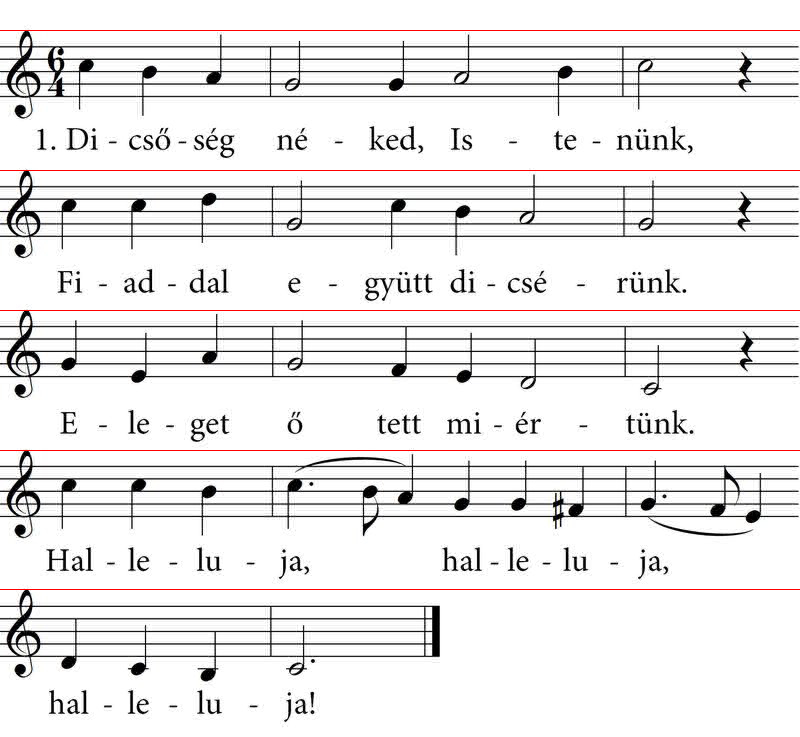 6
4
1. Di - cső - ség né - ked, Is - te - nünk,
Fi - ad - dal e - gyütt di - csé - rünk.
E - le - get ő tett mi - ér - tünk.
Hal - le - lu - ja, hal - le - lu - ja,
hal - le - lu - ja!